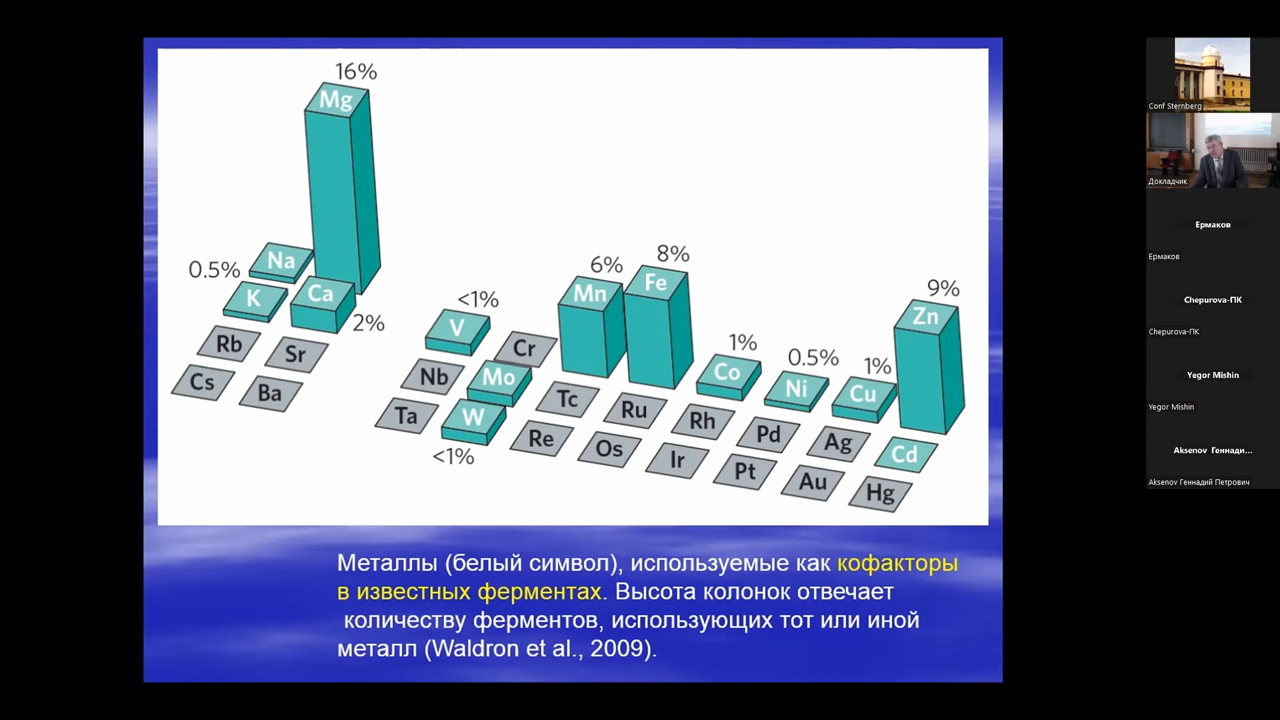 16%
Mg
Na
0.5%
K
Ca
2%
Rb
Sr
Cs
Ba
<1%
V
Cr
Nb
Mo
Ta
W
<1%
6%
Mn
8%
Fe
Tc
Ru
Re
Os
1%
Co
0.5%
Ni
1%
Cu
9%
Zn
Rh
Pd
Ag
Cd
Ir
Pt
Au
Hg
Металлы (белый символ), используемые как кофакторы
в известных ферментах. Высота колонок отвечает
количеству ферментов, использующих тот или иной
металл (Waldron et al., 2009).
Conf Sternberg
Докладчик
Ермаков
Ермаков
Chepurova-ПК
Chepurova-ПК
Yegor Mishin
Yegor Mishin
Aksenov Геннади...
Aksenov Геннадий Петрович